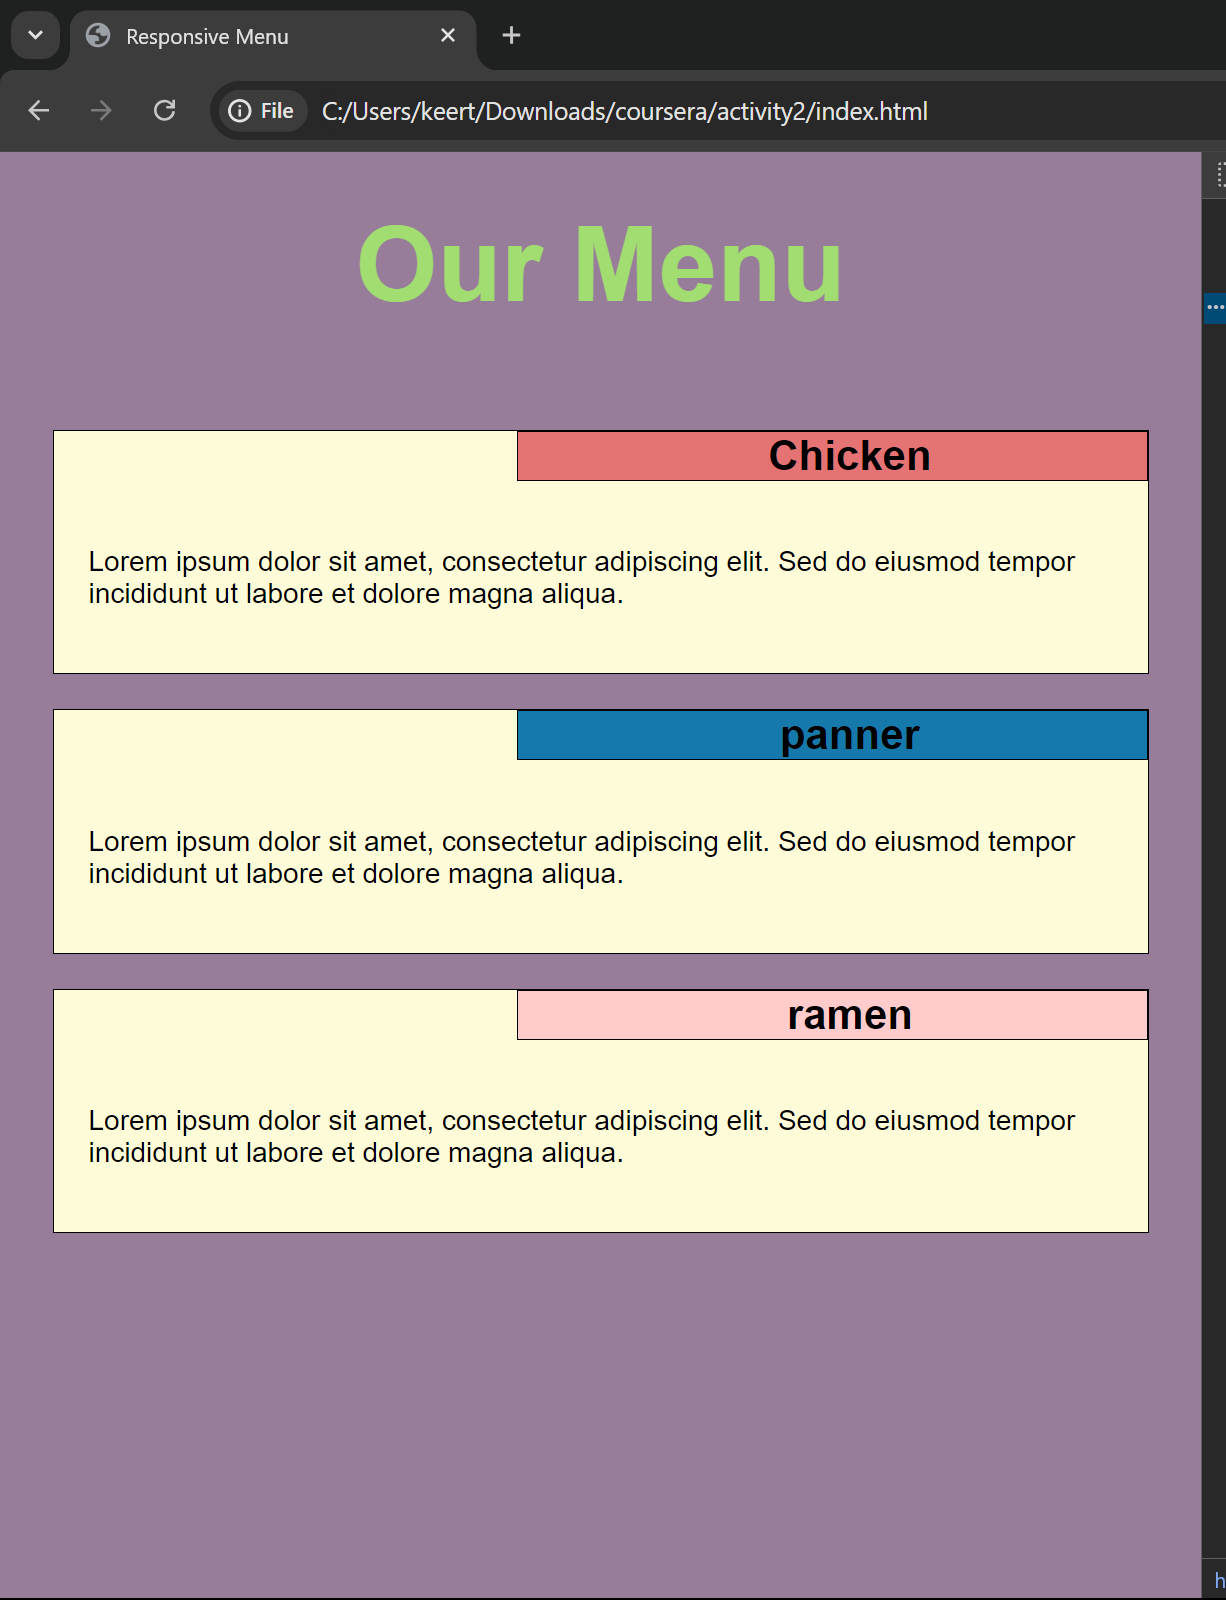 Responsive Menu
File
C:/Users/keert/Downloads/coursera/activity2/index.html
Our Menu
Chicken
Lorem ipsum dolor sit amet, consectetur adipiscing elit. Sed do eiusmod tempor
incididunt ut labore et dolore magna aliqua.
panner
Lorem ipsum dolor sit amet, consectetur adipiscing elit. Sed do eiusmod tempor
incididunt ut labore et dolore magna aliqua.
ramen
Lorem ipsum dolor sit amet, consectetur adipiscing elit. Sed do eiusmod tempor
incididunt ut labore et dolore magna aliqua.
h